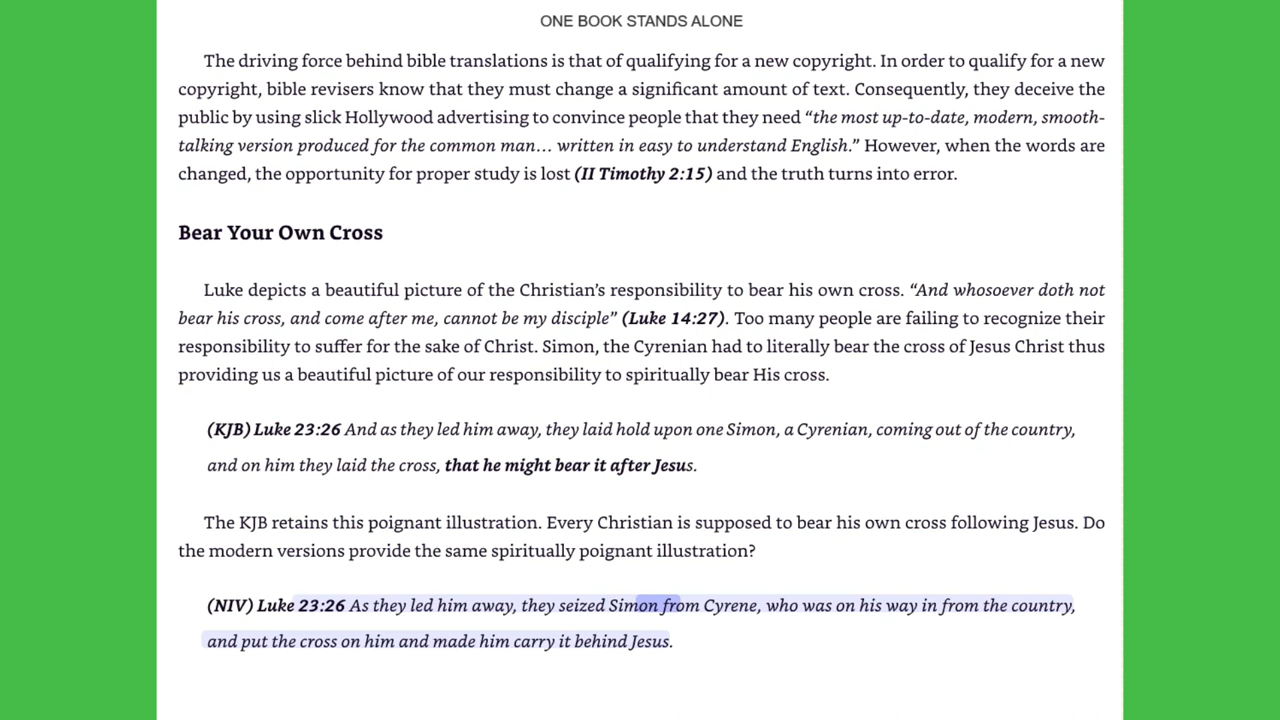 ONE BOOK STANDS ALONE
The driving force behind bible translations is that of qualifying for a new copyright. In order to qualify for a new
copyright, bible revisers know that they must change a significant amount of text. Consequently, they deceive the
public by using slick Hollywood advertising to convince people that they need “the most up-to-date, modern, smooth-
talking version produced for the common man… written in easy to understand English.” However, when the words are
changed, the opportunity for proper study is lost (II Timothy 2:15) and the truth turns into error.
Bear Your Own Cross
Luke depicts a beautiful picture of the Christian’s responsibility to bear his own cross. “And whosoever doth not
bear his cross, and come after me, cannot be my disciple” (Luke 14:27). Too many people are failing to recognize their
responsibility to suffer for the sake of Christ. Simon, the Cyrenian had to literally bear the cross of Jesus Christ thus
providing us a beautiful picture of our responsibility to spiritually bear His cross.
(KJB) Luke 23:26 And as they led him away, they laid hold upon one Simon, a Cyrenian, coming out of the country,
and on him they laid the cross, that he might bear it after Jesus.
The KJB retains this poignant illustration. Every Christian is supposed to bear his own cross following Jesus. Do
the modern versions provide the same spiritually poignant illustration?
(NIV) Luke 23:26 As they led him away, they seized Simon from Cyrene, who was on his way in from the country,
and put the cross on him and made him carry it behind Jesus.